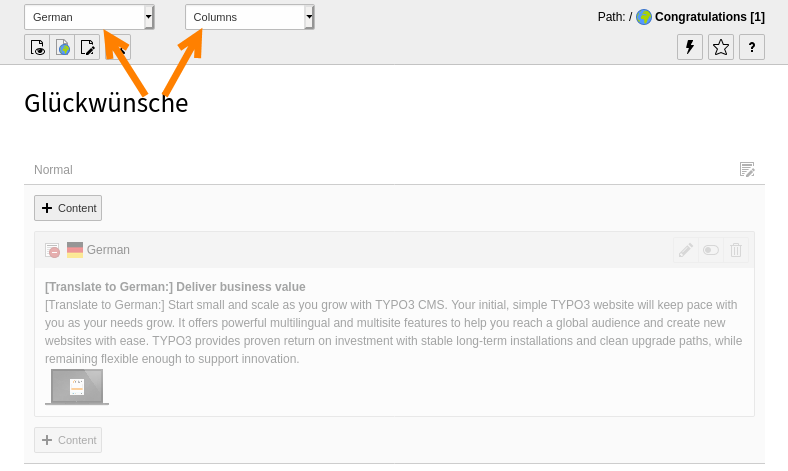 German
Columns
Path: / Congratulations [1]
?
Glückwünsche
Normal
+ Content
German
[Translate to German:] Deliver business value
[Translate to German:] Start small and scale as you grow with TYPO3 CMS. Your initial, simple TYPO3 website will keep pace with
you as your needs grow. It offers powerful multilingual and multisite features to help you reach a global audience and create new
websites with ease. TYPO3 provides proven return on investment with stable long-term installations and clean upgrade paths, while
remaining flexible enough to support innovation.
+ Content